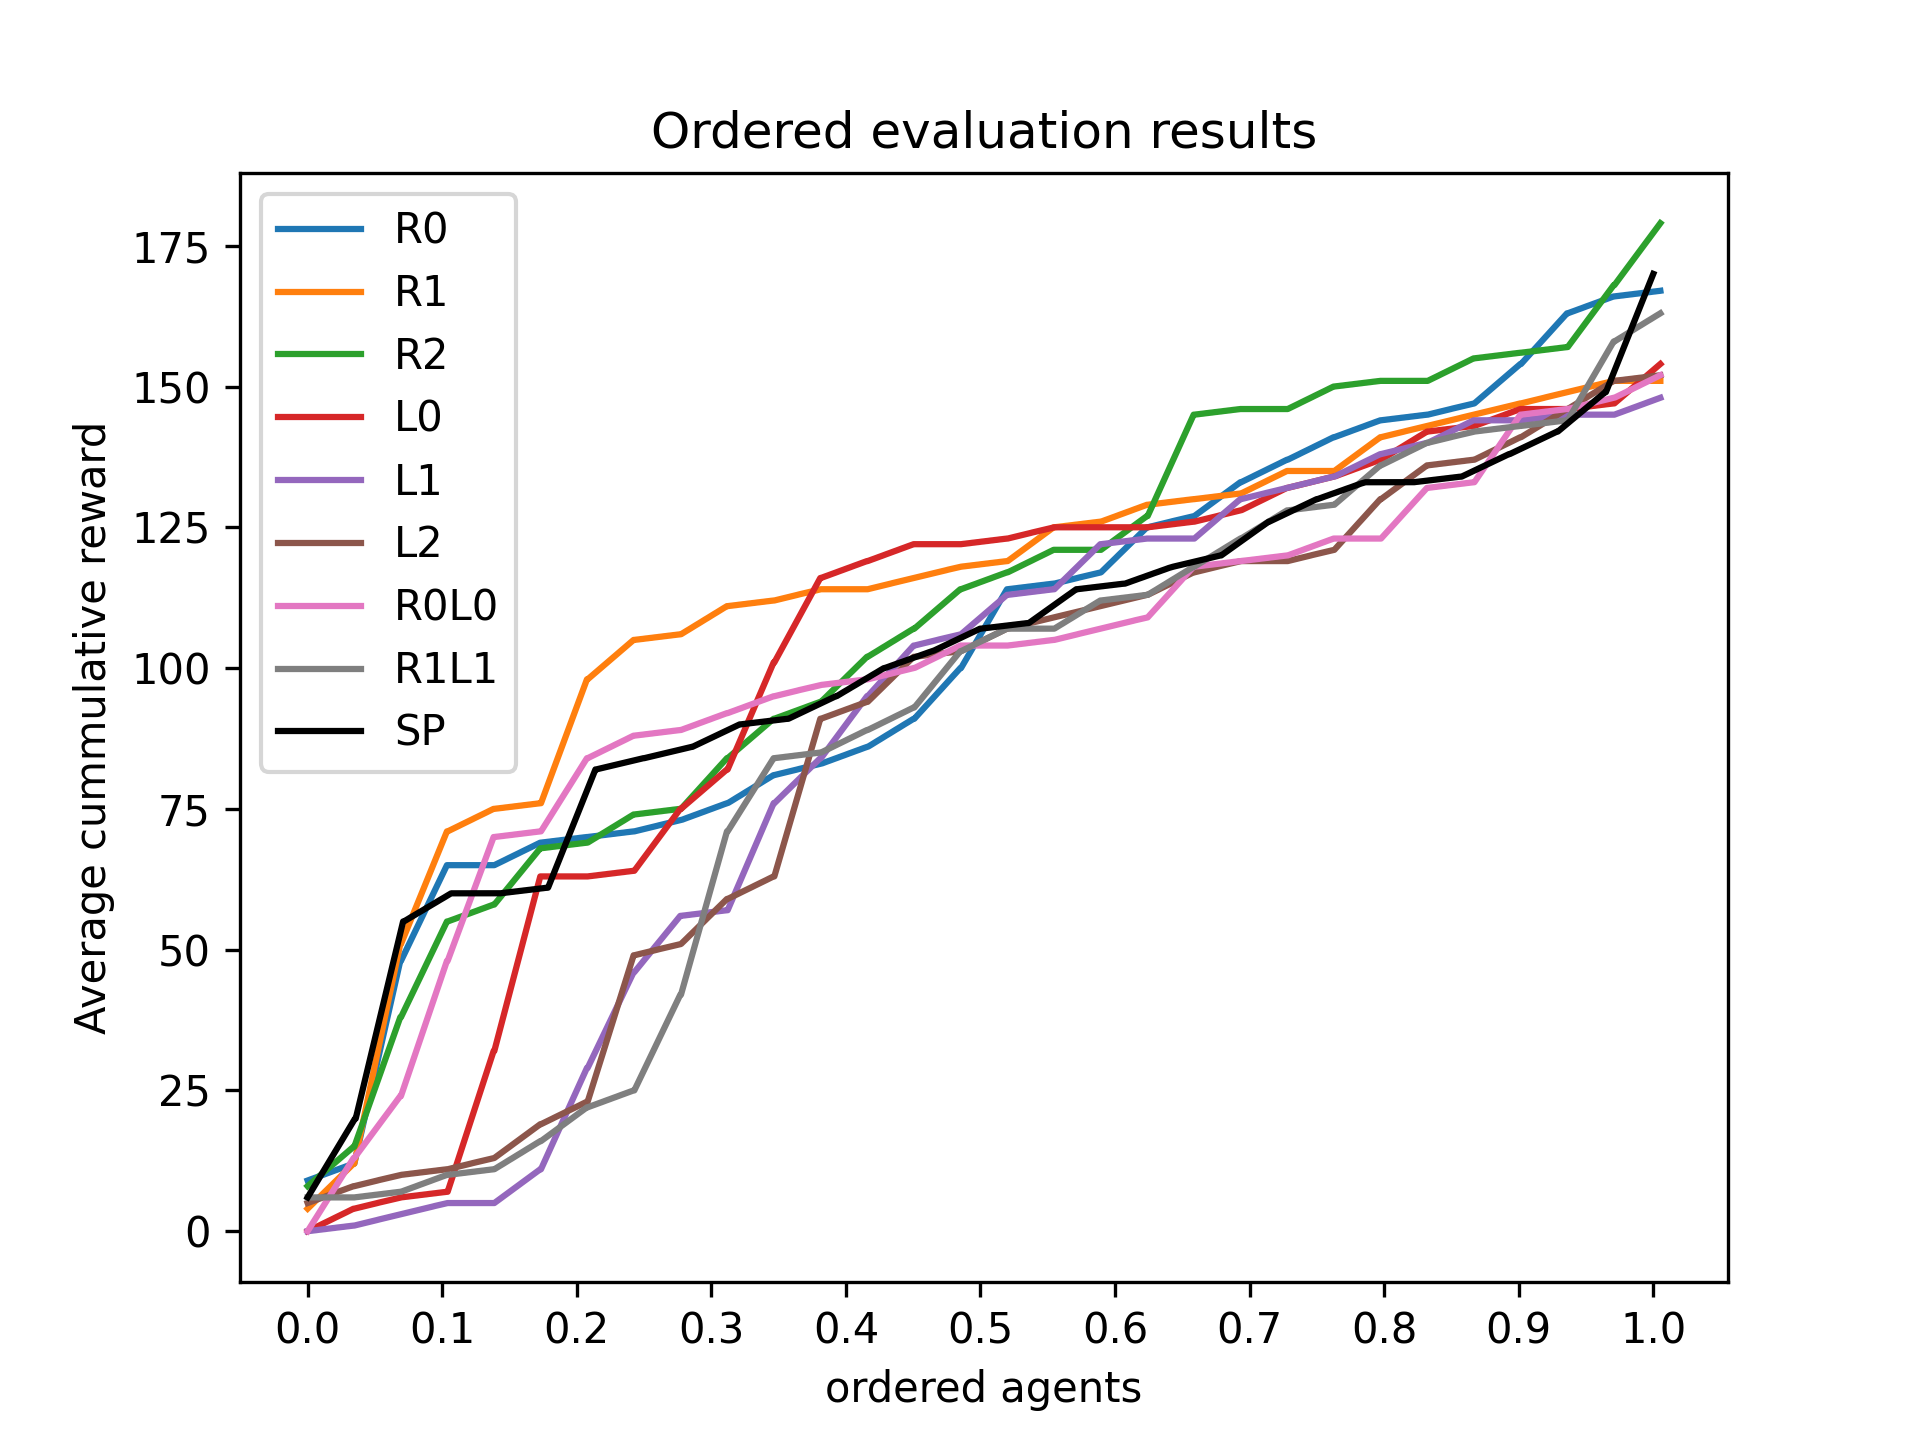 Ordered evaluation results
R0
R1
R2
L0
L1
L2
R0L0
R1L1
SP
Average cummulative reward
175
150
125
100
75
50
25
0
0.0 0.1 0.2 0.3 0.4 0.5 0.6 0.7 0.8 0.9 1.0
ordered agents